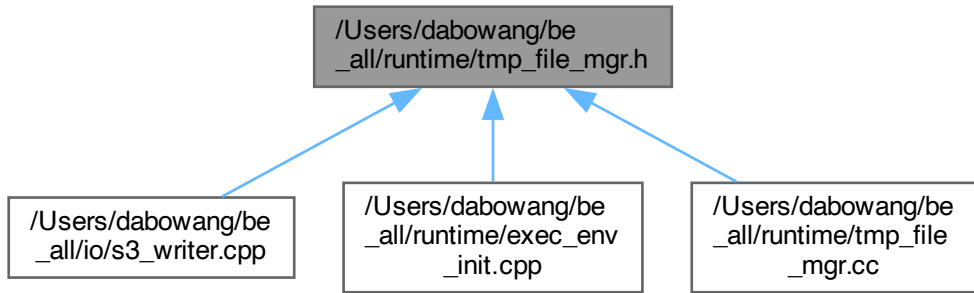 /Users/dabowang/be
_all/runtime/tmp_file_mgr.h
/Users/dabowang/be
_all/io/s3_writer.cpp
/Users/dabowang/be
_all/runtime/exec_env
_init.cpp
/Users/dabowang/be
_all/runtime/tmp_file
_mgr.cc